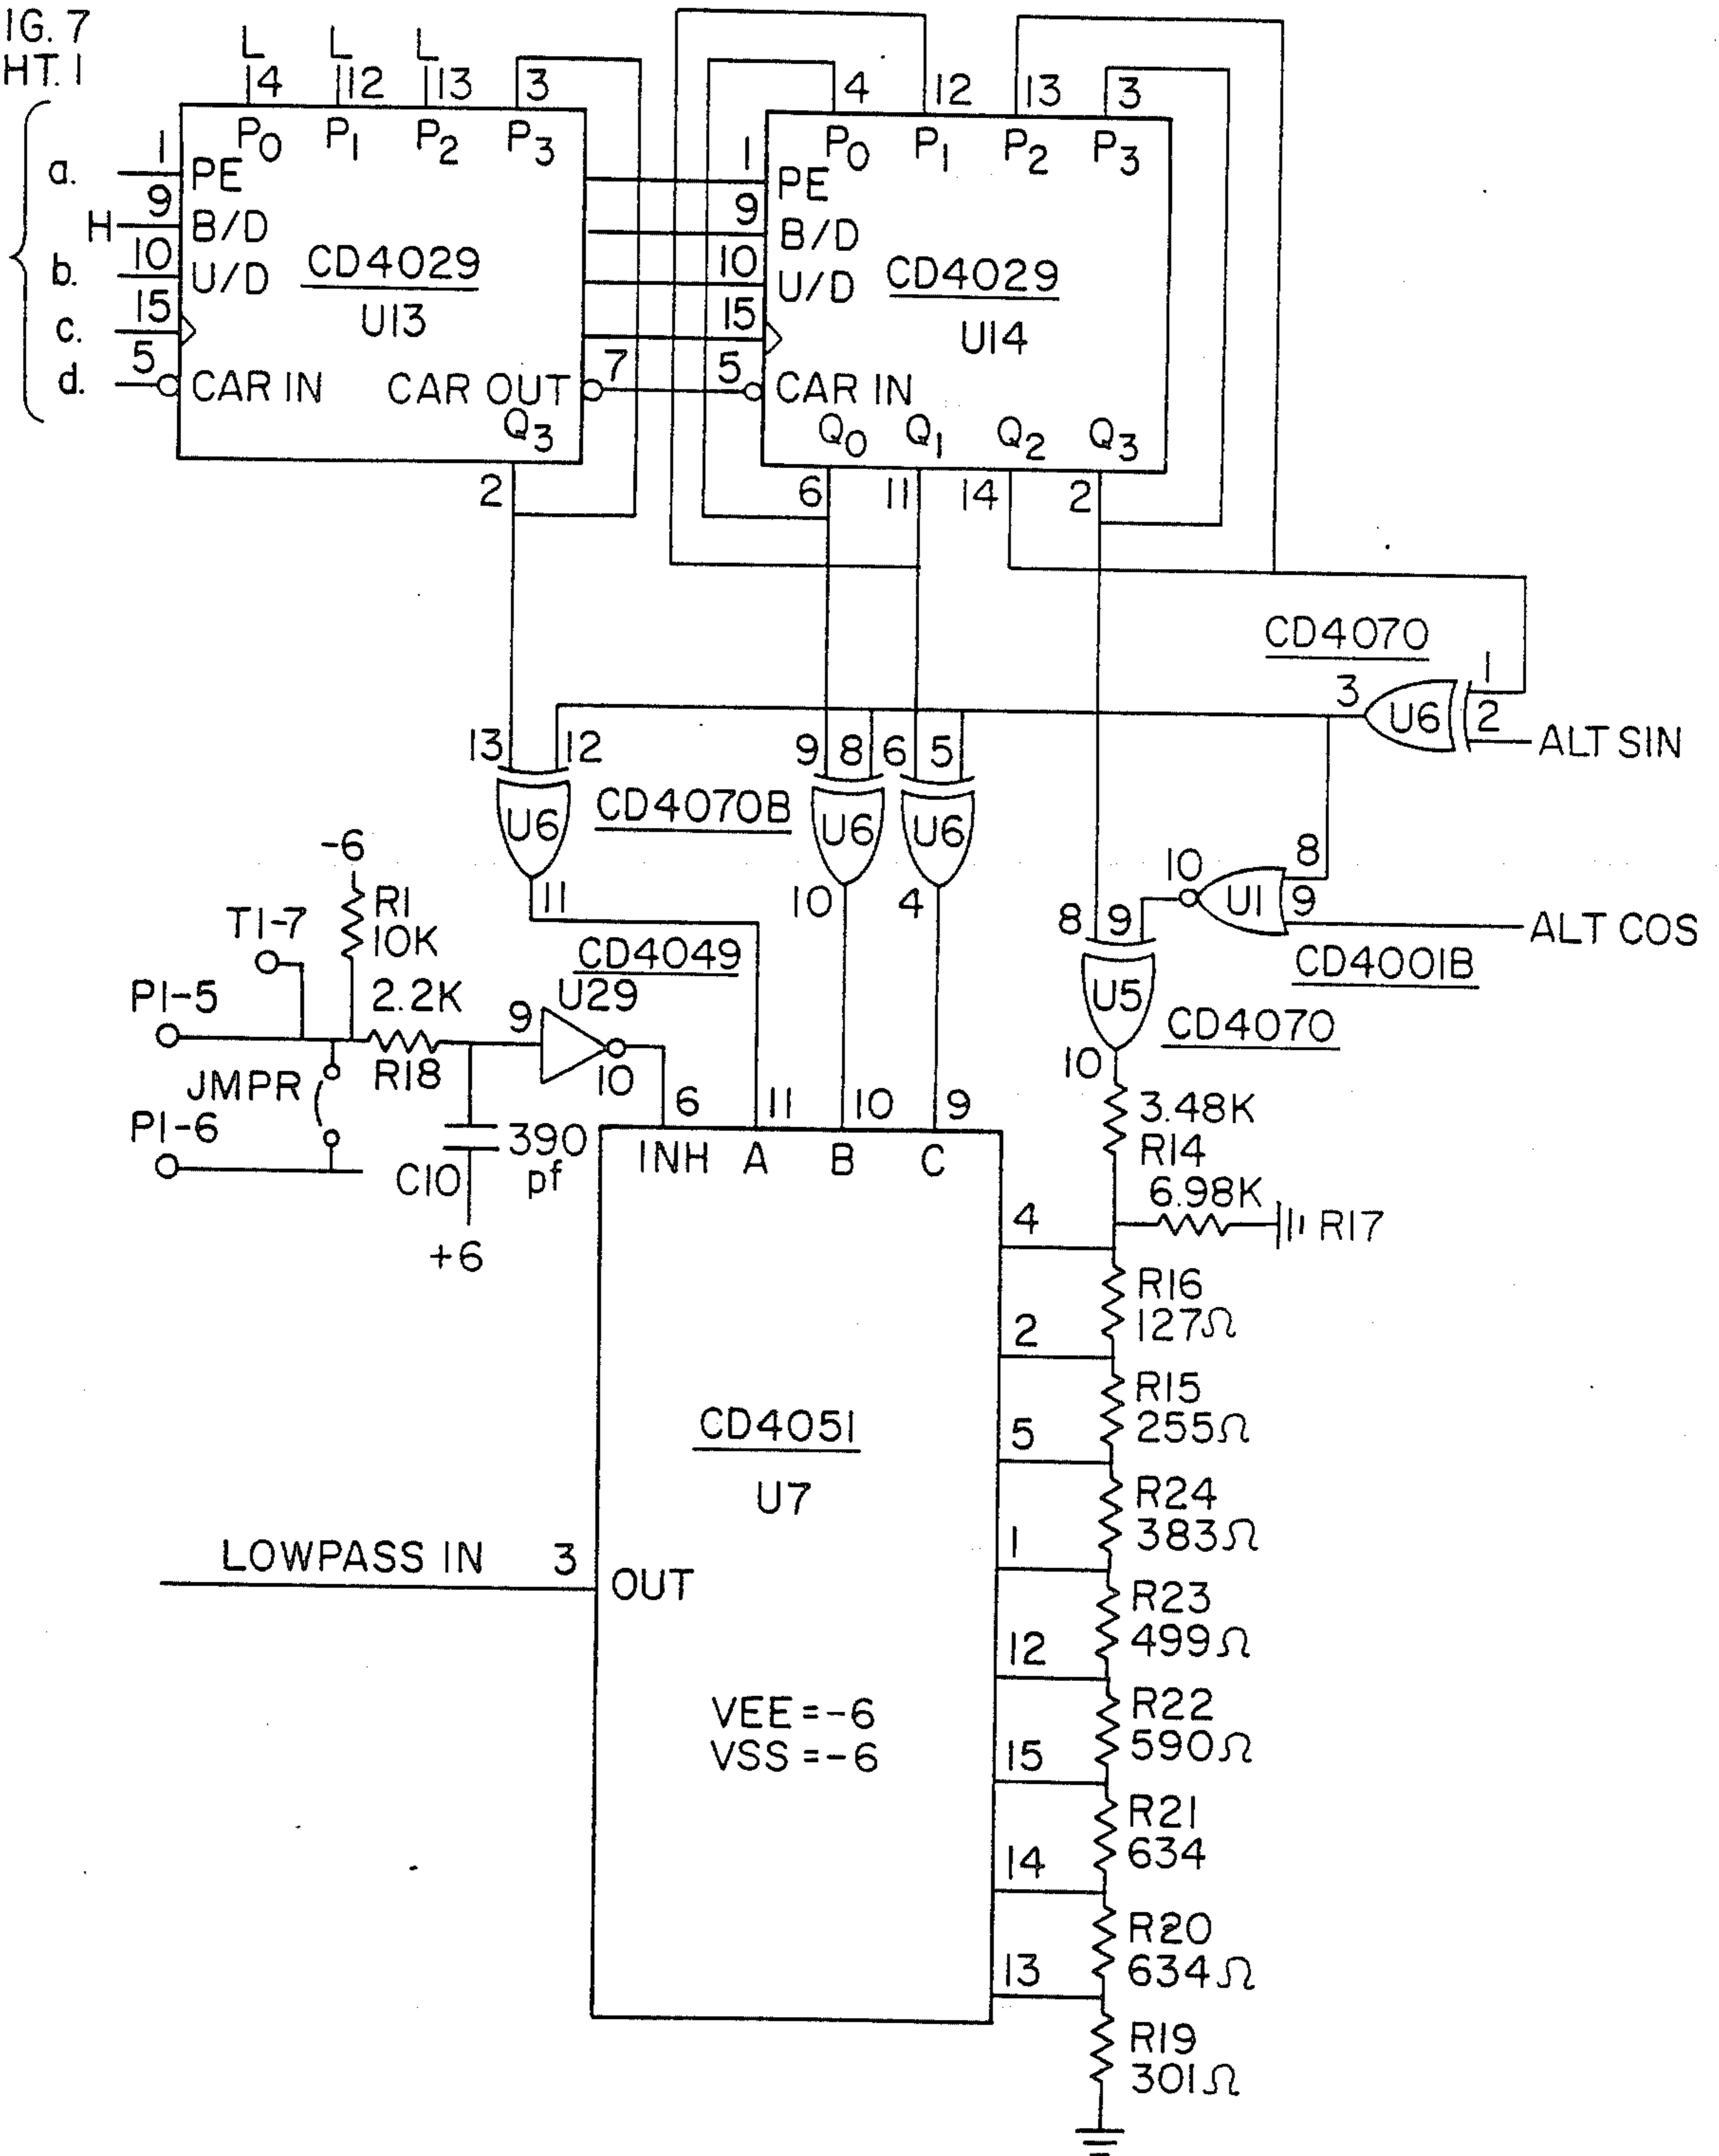 IG. 7
HT. 1
L L L
14 12 13 3
4 12 13 3
P0 P1 P2 P3
P0 P1 P2 P3
a. 1 PE
H 9 B/D
b. 10 U/D
c. 15
d. 5 CAR IN
CD4029
U13
CAR OUT 7
Q3
2
1 PE
9 B/D
10 U/D
15
5 CAR IN
CD4029
U14
Q0 Q1 Q2 Q3
6 11 14 2
CD4070
3 U6 1
2 ALT SIN
13 12
U6
11
CD4070B
9 8 6 5
U6 U6
10 4
10 U1 8
9 ALT COS
CD4001B
8 9
U5
CD4070
10
-6
R1
10K
T1-7
P1-5
2.2K
R18
JMPR
P1-6
CD4049
U29
9
10
C10
390
pf
+6
6 11 10 9
INH A B C
3.48K
R14
6.98K
R17
4
R16
127Ω
2
R15
255Ω
5
R24
383Ω
1
R23
499Ω
12
R22
590Ω
15
R21
634
14
R20
634Ω
13
R19
301Ω
CD4051
U7
LOWPASS IN 3 OUT
VEE = -6
VSS = -6